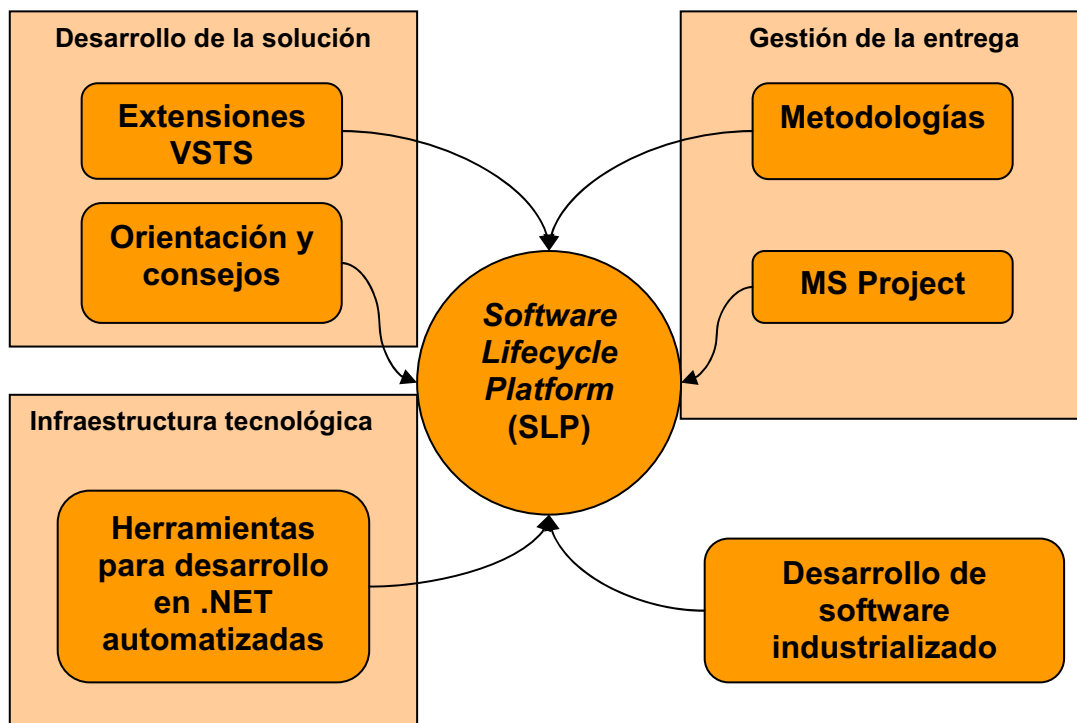 Desarrollo de la solución
Extensiones
VSTS
Orientación y
consejos
Gestión de la entrega
Metodologías
MS Project
Software
Lifecycle
Platform
(SLP)
Infraestructura tecnológica
Herramientas
para desarrollo
en .NET
automatizadas
Desarrollo de
software
industrializado